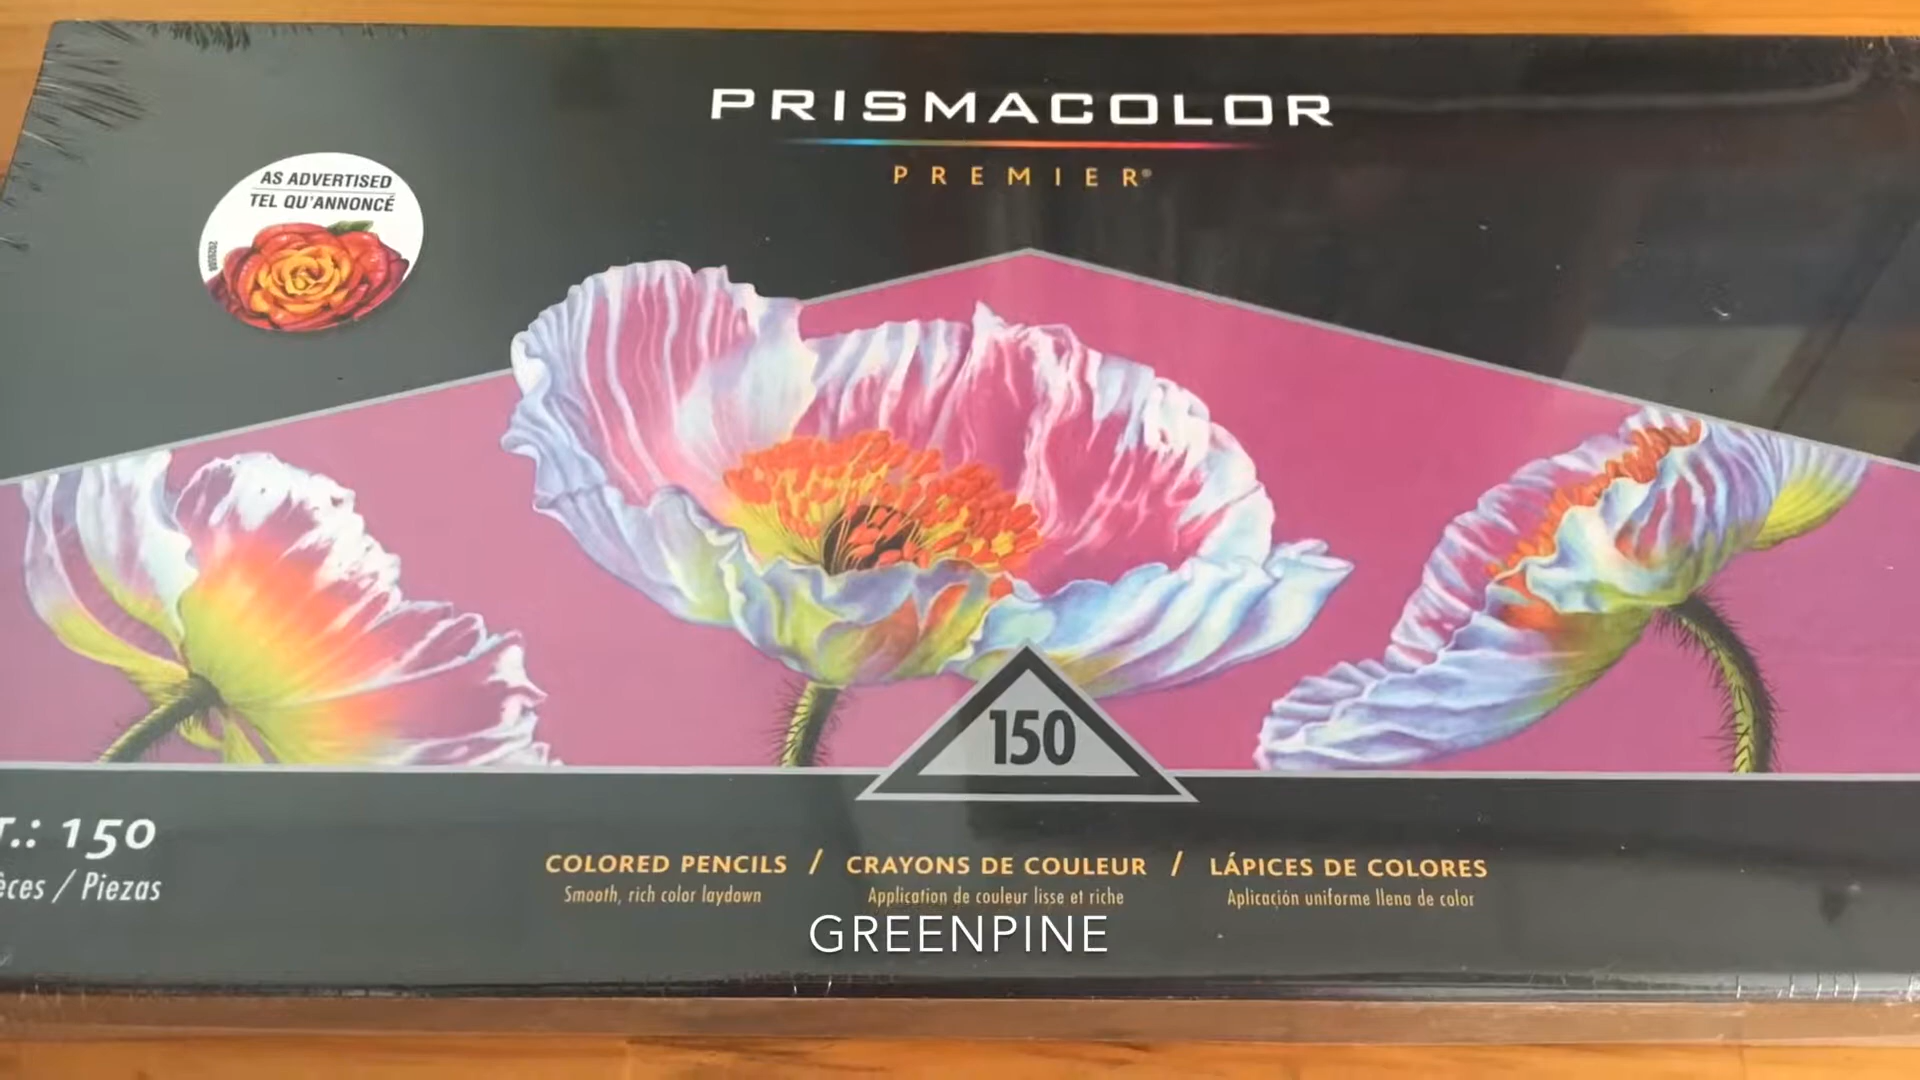 PRISMACOLOR
PREMIER®
AS ADVERTISED
TEL QU'ANNONCÉ
150
T.: 150
èces / Piezas
COLORED PENCILS / CRAYONS DE COULEUR / LÁPICES DE COLORES
Smooth, rich color laydown Application de couleur lisse et riche Aplicación uniforme llena de color
GREENPINE